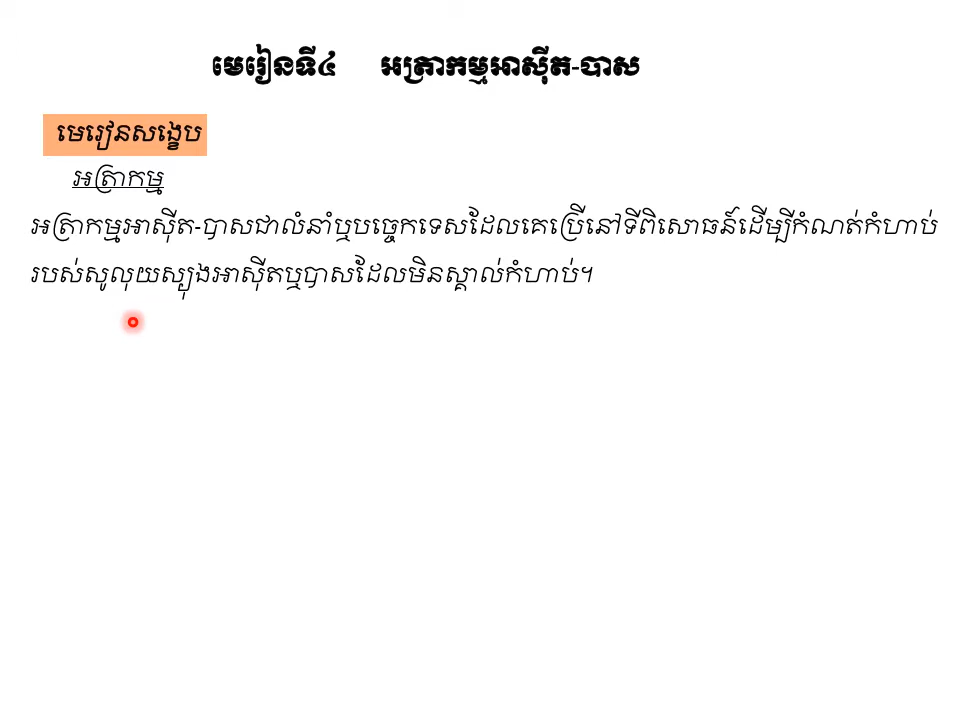 មេរៀនទី៤ អត្រាកម្មអាស៊ីត-បាស
មេរៀនសង្ខេប
អត្រាកម្ម
អត្រាកម្មអាស៊ីត-បាសជាលំនាំឬបច្ចេកទេសដែលគេប្រើនៅទីពិសោធន៍ដើម្បីកំណត់កំហាប់
របស់សូលុយស្យុងអាស៊ីតឬបាសដែលមិនស្គាល់កំហាប់។